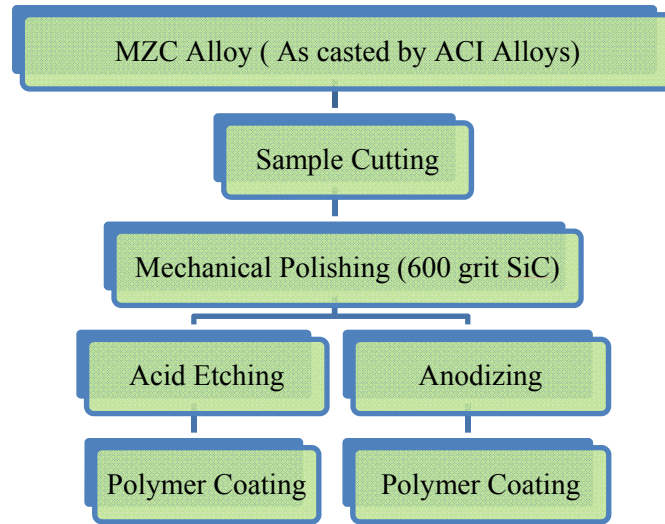 MZC Alloy ( As casted by ACI Alloys)
Sample Cutting
Mechanical Polishing (600 grit SiC)
Acid Etching
Anodizing
Polymer Coating
Polymer Coating